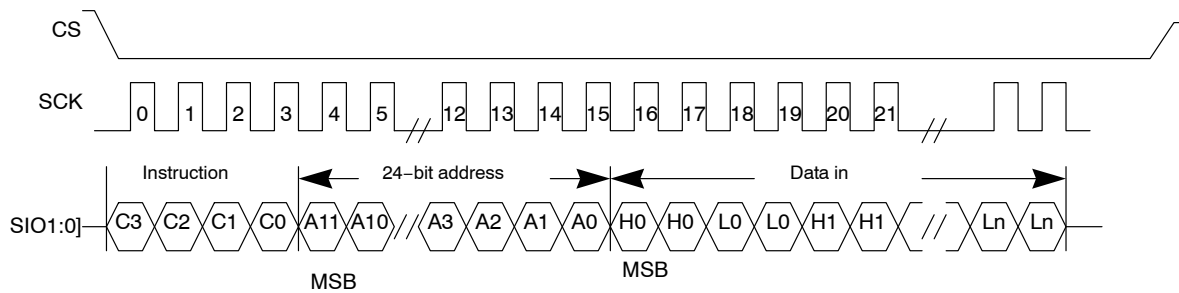 CS
SCK
0 1 2 3 4 5 12 13 14 15 16 17 18 19 20 21
Instruction 24−bit address Data in
SIO1:0] C3 C2 C1 C0 A11 A10 A3 A2 A1 A0 H0 H0 L0 L0 H1 H1 Ln Ln
MSB MSB